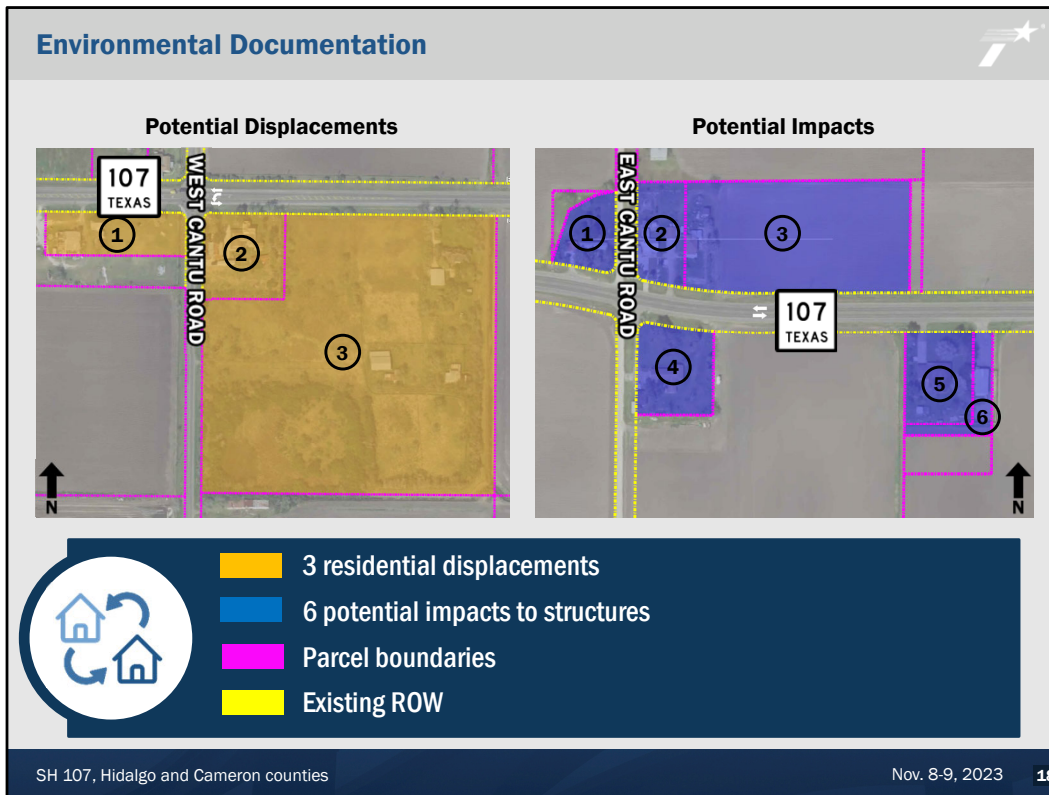 Environmental Documentation
Potential Displacements
107
TEXAS
WEST CANTU ROAD
1
2
3
N
Potential Impacts
EAST CANTU ROAD
1
2
3
107
TEXAS
4
5
6
N
3 residential displacements
6 potential impacts to structures
Parcel boundaries
Existing ROW
SH 107, Hidalgo and Cameron counties
Nov. 8-9, 2023
18